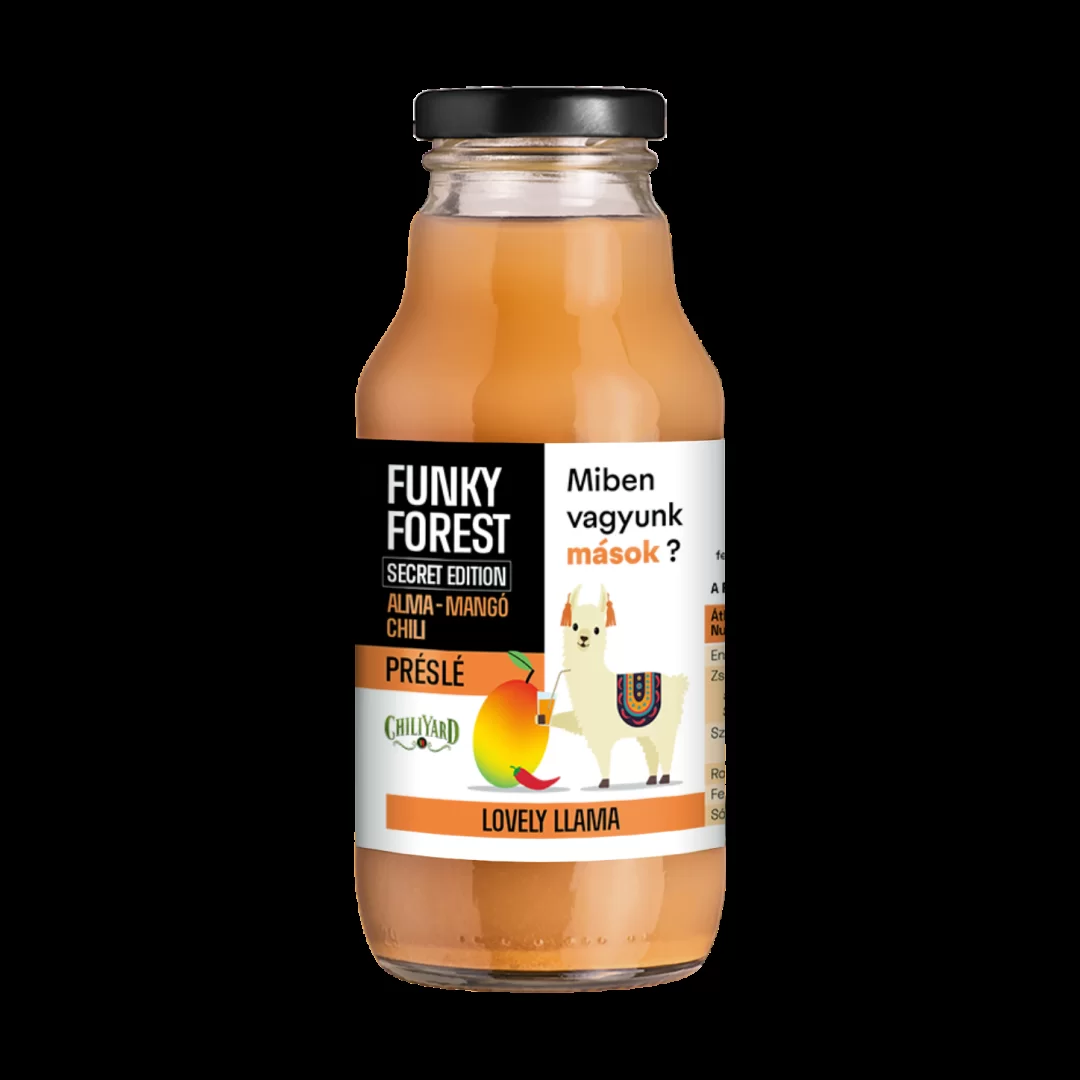 FUNKY
FOREST
SECRET EDITION
ALMA-MANGÓ
CHILI
PRÉSLÉ
CHILIYARD
Miben
vagyunk
mások?
LOVELY LLAMA
A